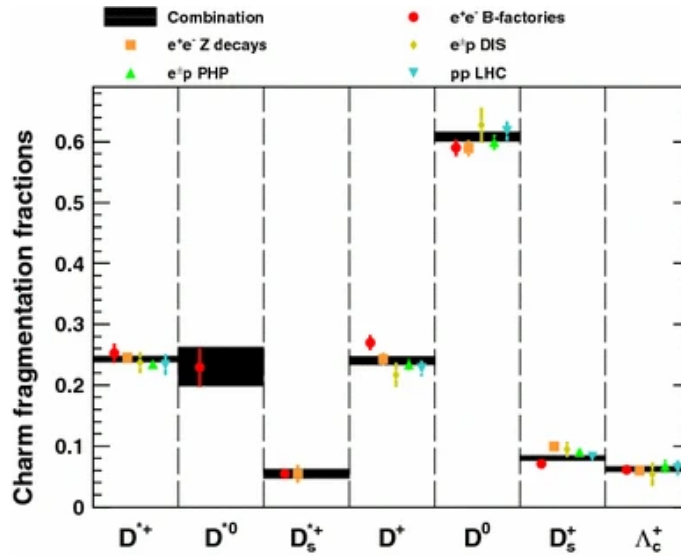 Combination
e⁺e⁻ B-factories
e⁺e⁻ Z decays
e±p DIS
e±p PHP
pp LHC
Charm fragmentation fractions
0.6
0.5
0.4
0.3
0.2
0.1
0
D*⁺ D*⁰ Dₛ*⁺ D⁺ D⁰ Dₛ⁺ Λc⁺